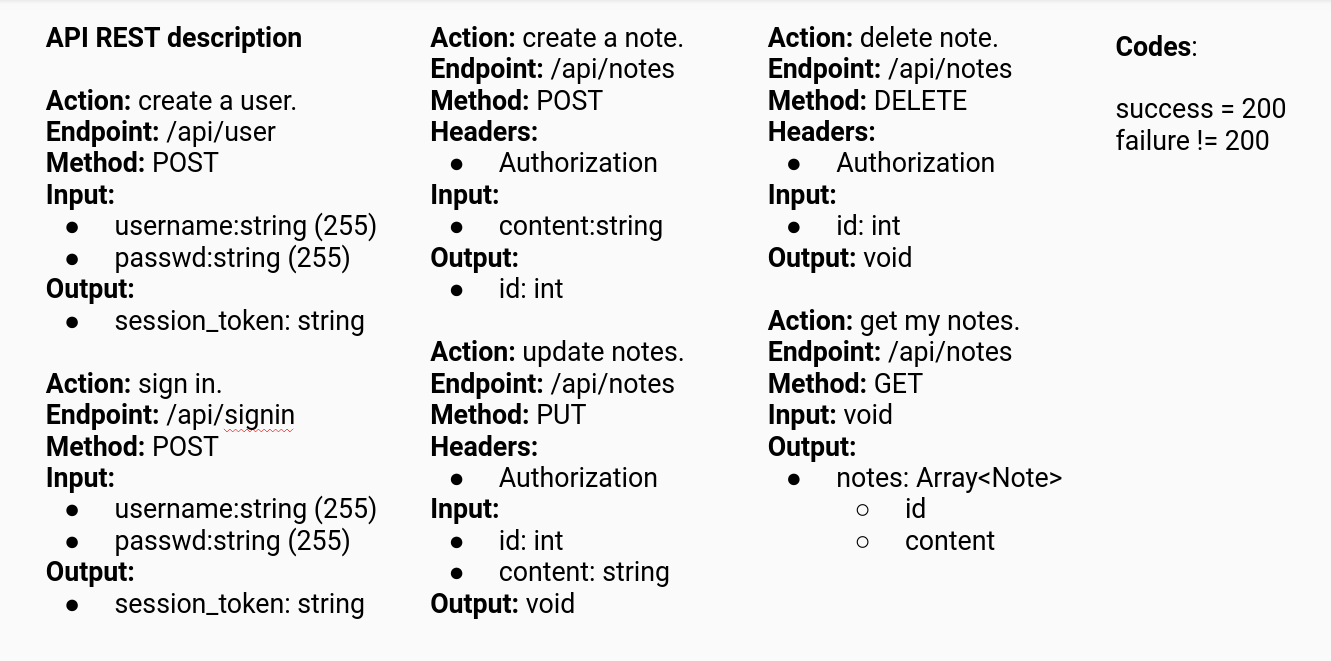 API REST description
Action: create a user.
Endpoint: /api/user
Method: POST
Input:
● username:string (255)
● passwd:string (255)
Output:
● session_token: string
Action: sign in.
Endpoint: /api/signin
Method: POST
Input:
● username:string (255)
● passwd:string (255)
Output:
● session_token: string
Action: create a note.
Endpoint: /api/notes
Method: POST
Headers:
● Authorization
Input:
● content:string
Output:
● id: int
Action: update notes.
Endpoint: /api/notes
Method: PUT
Headers:
● Authorization
Input:
● id: int
● content: string
Output: void
Action: delete note.
Endpoint: /api/notes
Method: DELETE
Headers:
● Authorization
Input:
● id: int
Output: void
Action: get my notes.
Endpoint: /api/notes
Method: GET
Input: void
Output:
● notes: Array<Note>
○ id
○ content
Codes:
success = 200
failure != 200